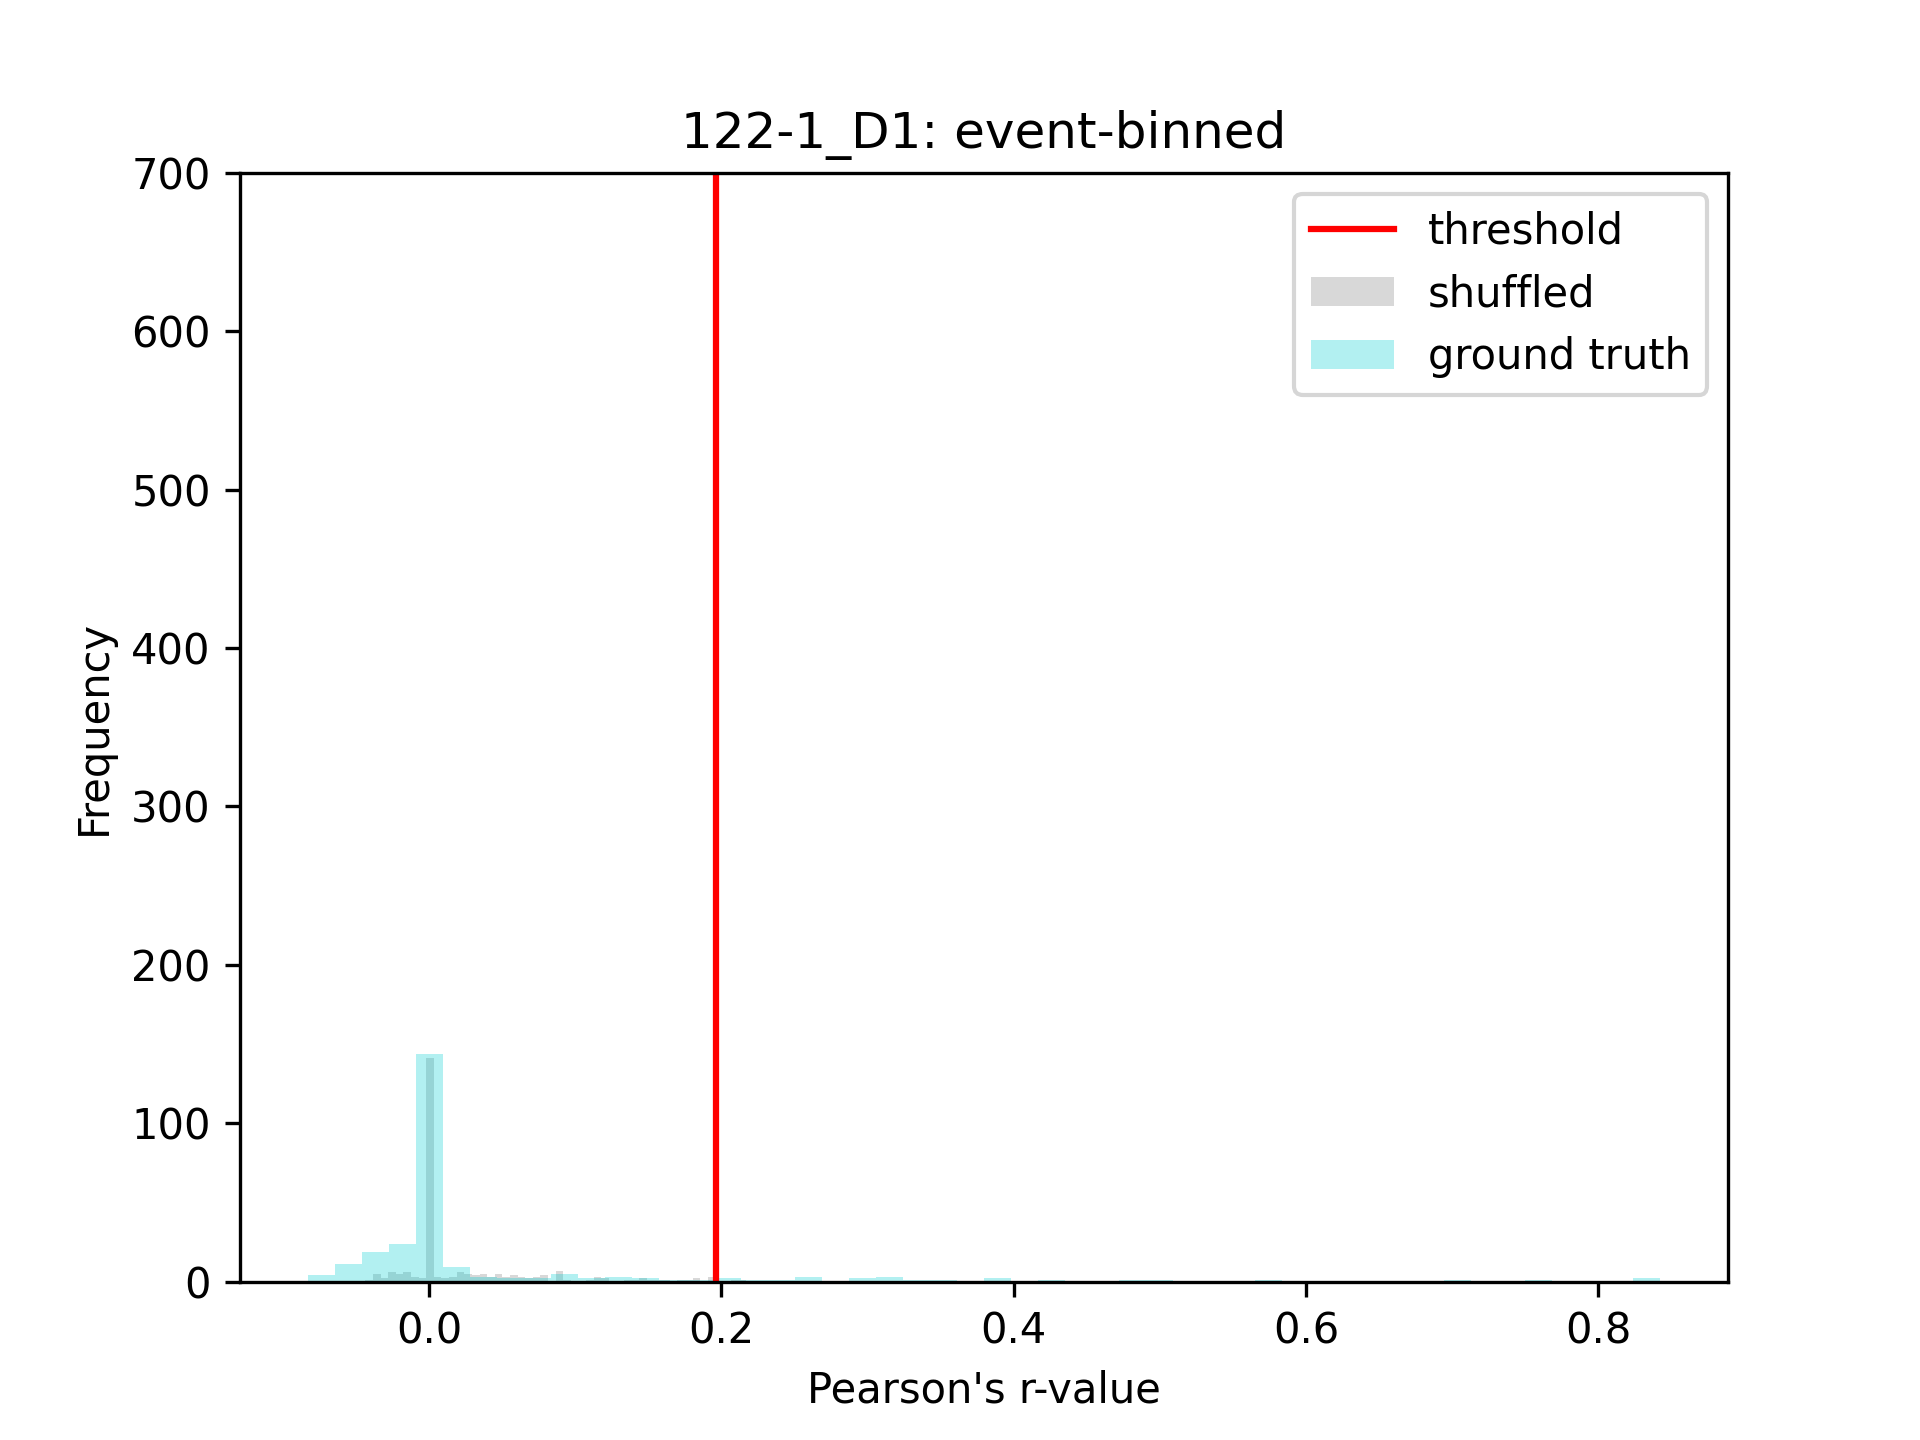 122-1_D1: event-binned
700
600
500
400
300
200
100
0
Frequency
threshold
shuffled
ground truth
0.0 0.2 0.4 0.6 0.8
Pearson's r-value